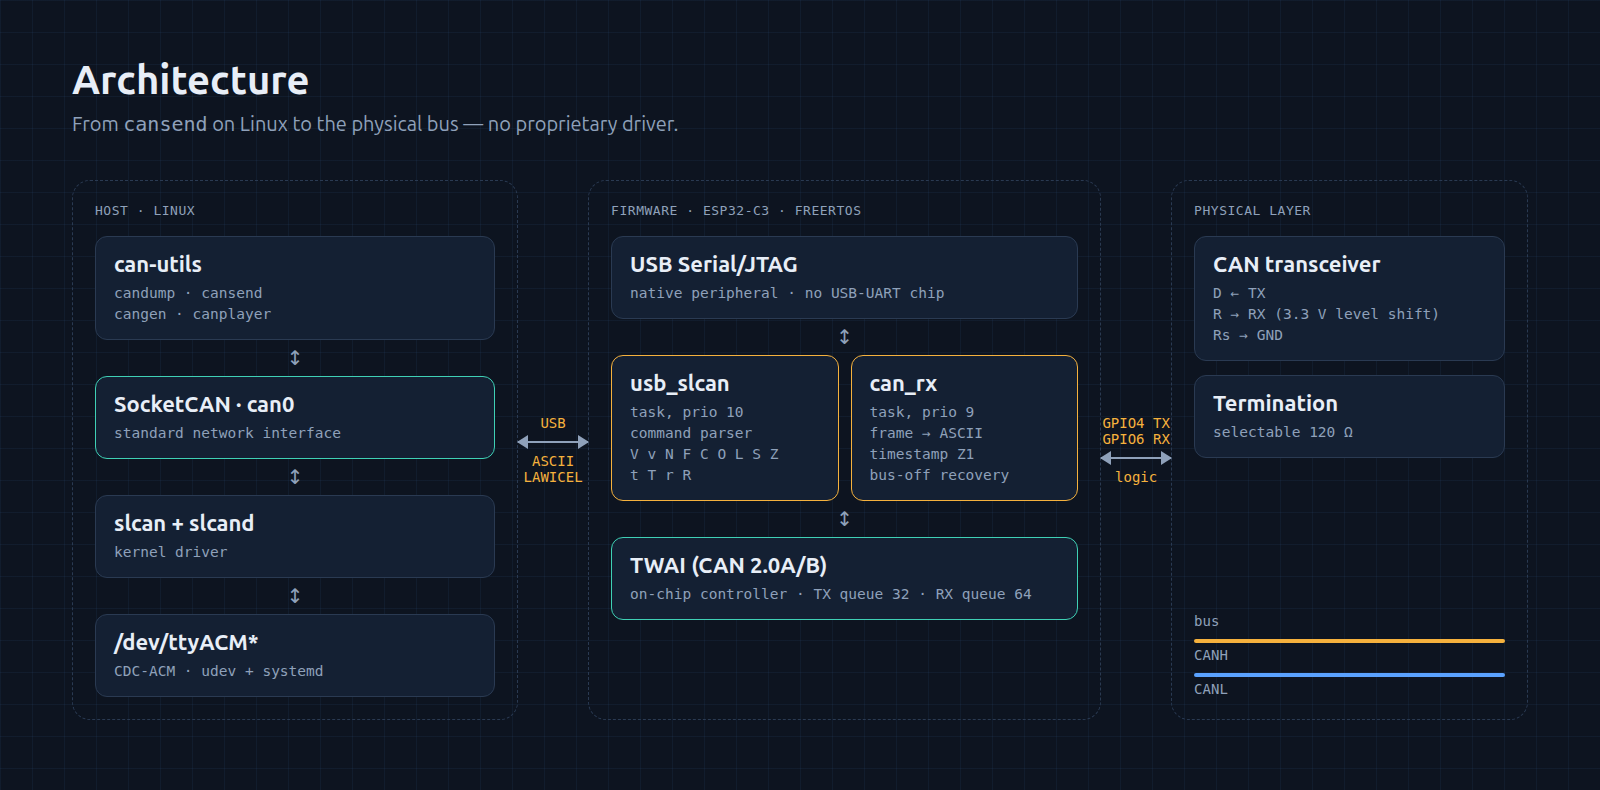 Architecture
From cansend on Linux to the physical bus — no proprietary driver.
HOST · LINUX
can-utils
candump · cansend
cangen · canplayer
↕
SocketCAN · can0
standard network interface
↕
slcan + slcand
kernel driver
↕
/dev/ttyACM*
CDC-ACM · udev + systemd
USB
ASCII
LAWICEL
FIRMWARE · ESP32-C3 · FREERTOS
USB Serial/JTAG
native peripheral · no USB-UART chip
↕
usb_slcan
task, prio 10
command parser
V v N F C O L S Z
t T r R
can_rx
task, prio 9
frame → ASCII
timestamp Z1
bus-off recovery
↕
TWAI (CAN 2.0A/B)
on-chip controller · TX queue 32 · RX queue 64
GPIO4 TX
GPIO6 RX
logic
PHYSICAL LAYER
CAN transceiver
D ← TX
R → RX (3.3 V level shift)
Rs → GND
Termination
selectable 120 Ω
bus
CANH
CANL